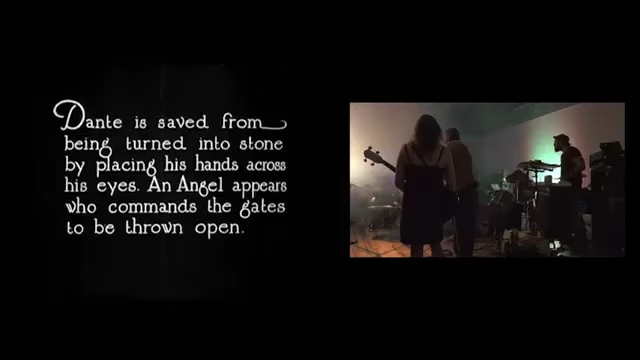 Dante is saved from
being turned into stone
by placing his hands across
his eyes. An Angel appears
who commands the gates
to be thrown open.